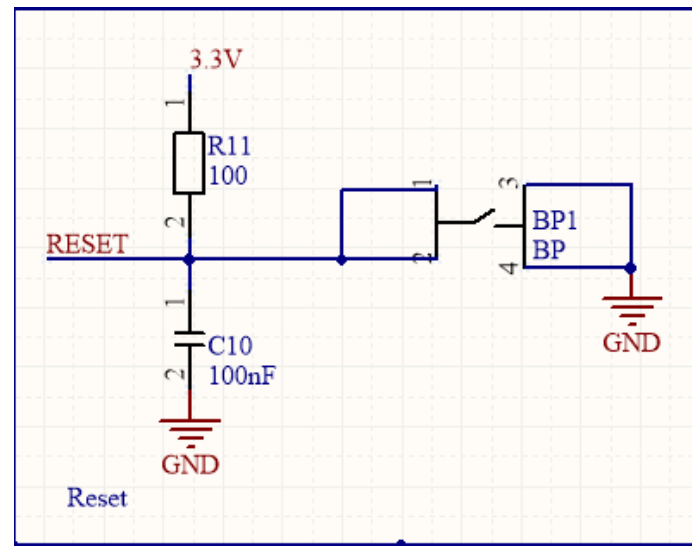 3.3V
1
R11
100
2
RESET
1
2
3
4
BP1
BP
GND
1
C10
100nF
2
GND
Reset